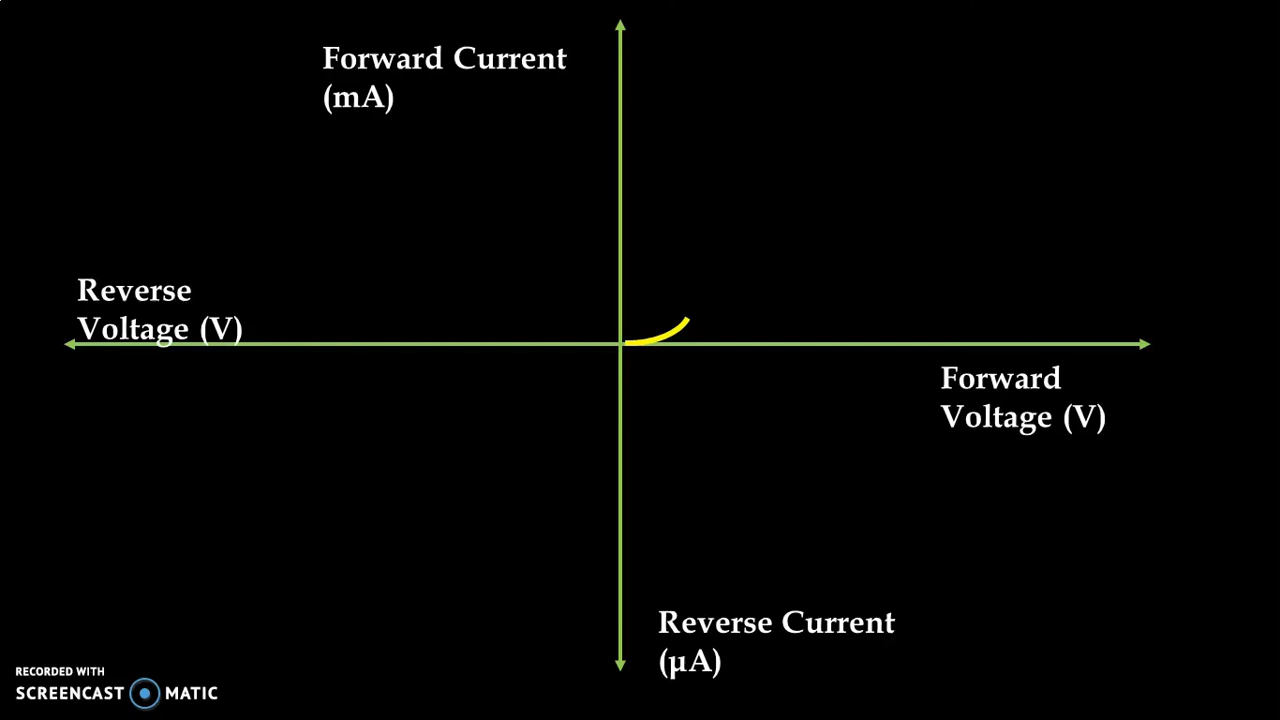 Forward Current
(mA)
Reverse
Voltage (V)
Forward
Voltage (V)
Reverse Current
(µA)
RECORDED WITH
SCREENCAST MATIC